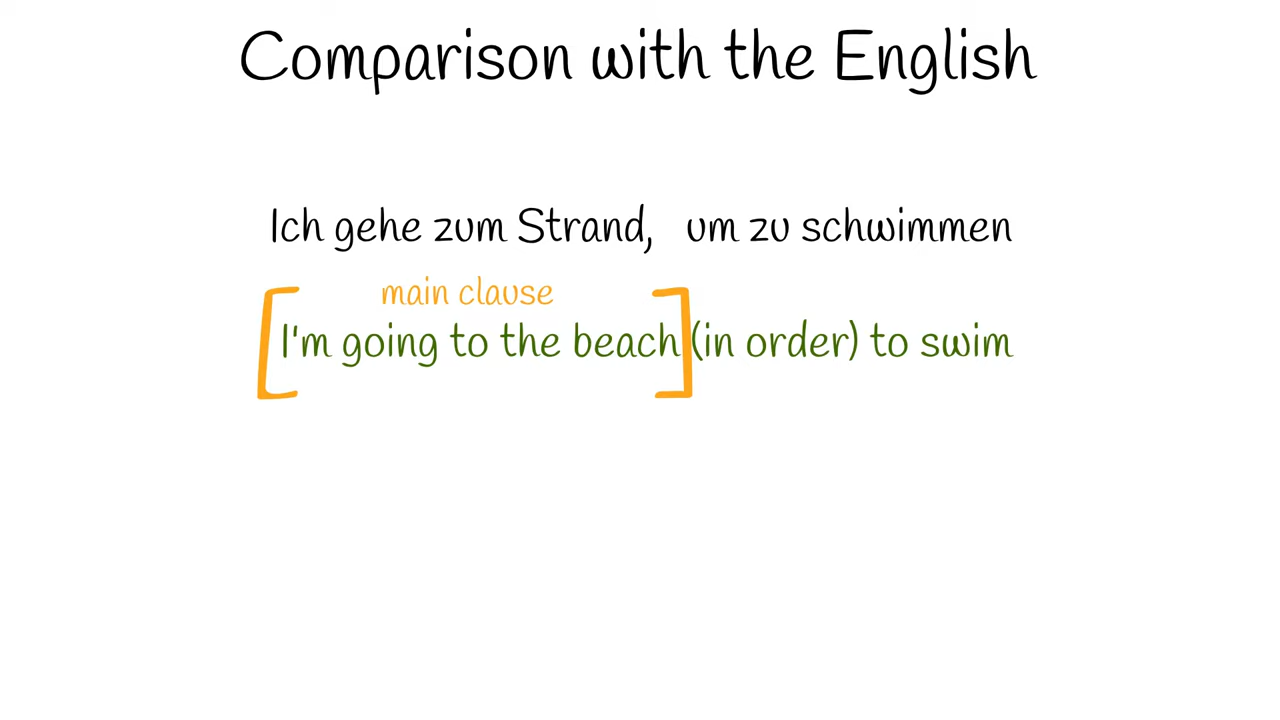 Comparison with the English
Ich gehe zum Strand, um zu schwimmen
main clause
I'm going to the beach (in order) to swim